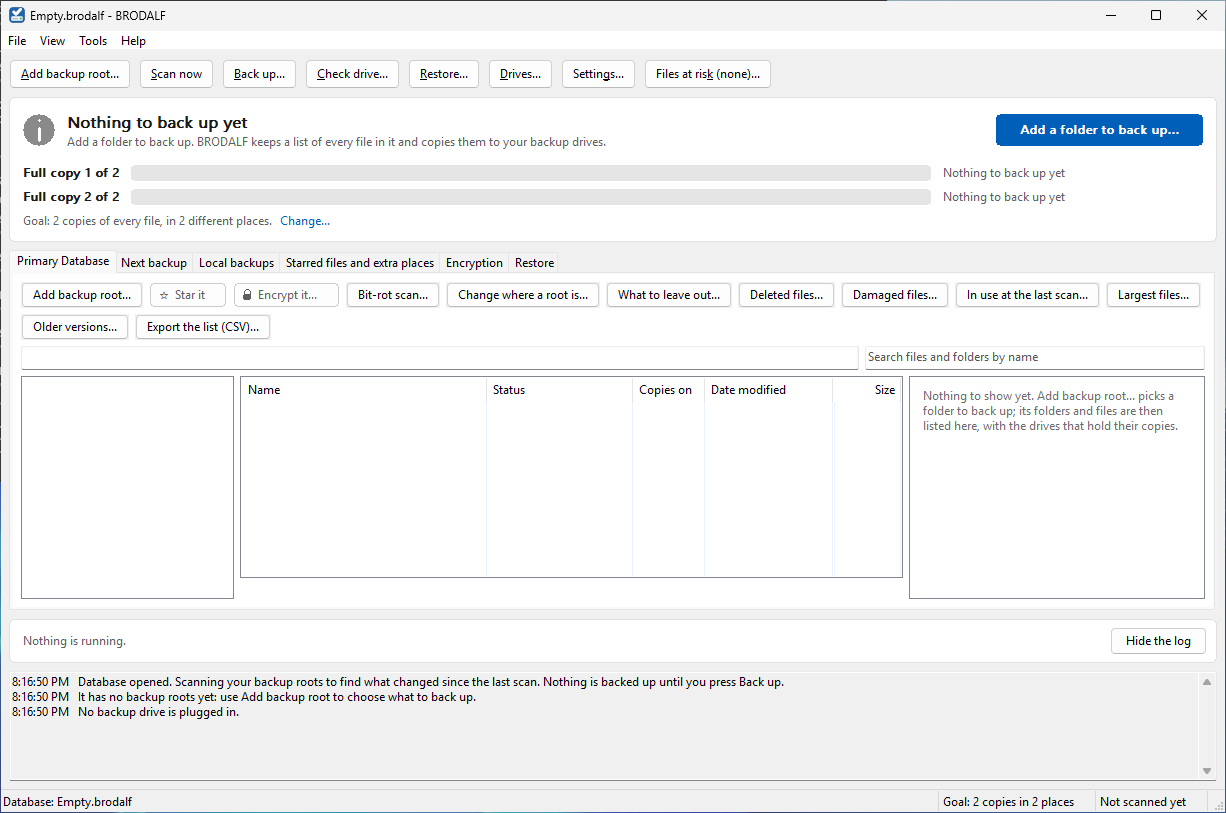 Empty.brodalf - BRODALF
File View Tools Help
Add backup root... Scan now Back up... Check drive... Restore... Drives... Settings... Files at risk (none)...
Nothing to back up yet
Add a folder to back up. BRODALF keeps a list of every file in it and copies them to your backup drives.
Add a folder to back up...
Full copy 1 of 2 Nothing to back up yet
Full copy 2 of 2 Nothing to back up yet
Goal: 2 copies of every file, in 2 different places. Change...
Primary Database Next backup Local backups Starred files and extra places Encryption Restore
Add backup root... ☆ Star it Encrypt it... Bit-rot scan... Change where a root is... What to leave out... Deleted files... Damaged files... In use at the last scan... Largest files...
Older versions... Export the list (CSV)...
Search files and folders by name
Name Status Copies on Date modified Size
Nothing to show yet. Add backup root... picks a
folder to back up; its folders and files are then
listed here, with the drives that hold their copies.
Nothing is running. Hide the log
8:16:50 PM Database opened. Scanning your backup roots to find what changed since the last scan. Nothing is backed up until you press Back up.
8:16:50 PM It has no backup roots yet: use Add backup root to choose what to back up.
8:16:50 PM No backup drive is plugged in.
Database: Empty.brodalf Goal: 2 copies in 2 places Not scanned yet